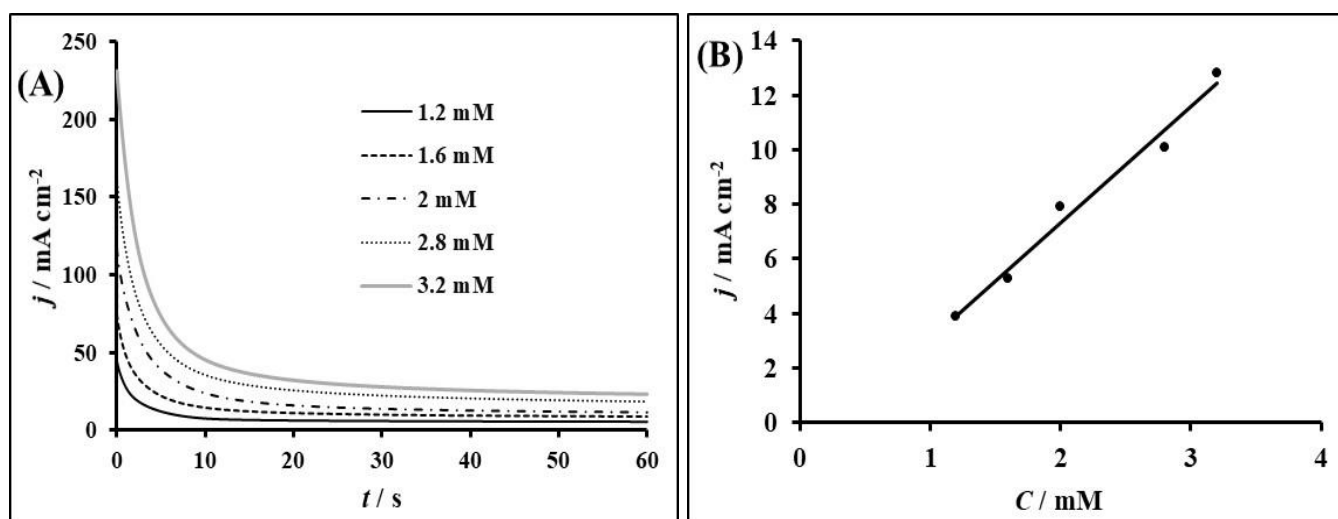 (A)
j / mA cm⁻²
250
200
150
100
50
0
1.2 mM
1.6 mM
2 mM
2.8 mM
3.2 mM
0 10 20 30 40 50 60
t / s
(B)
j / mA cm⁻²
14
12
10
8
6
4
2
0
0 1 2 3 4
C / mM